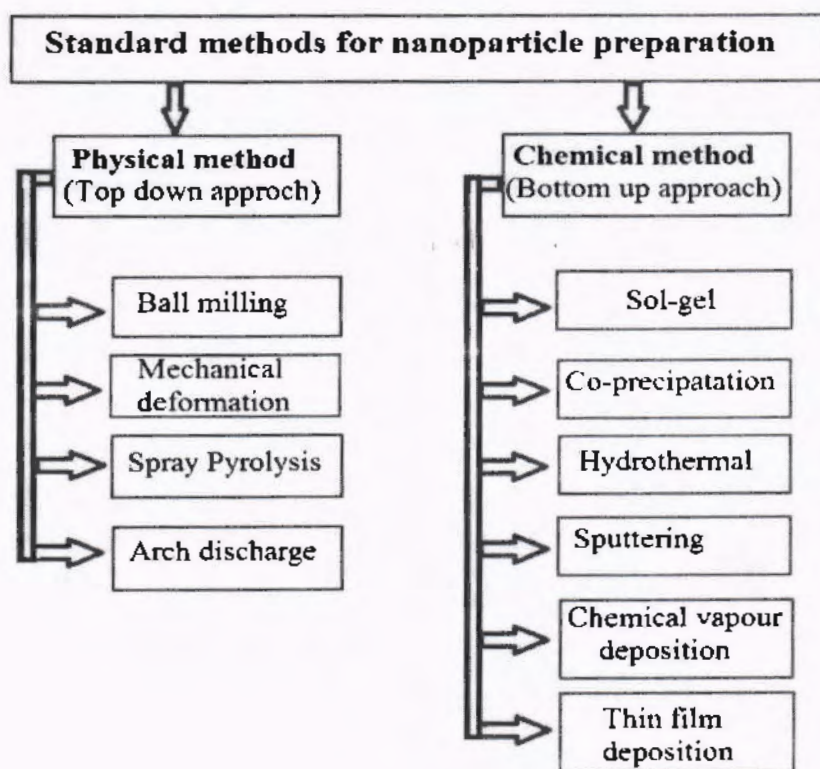 Standard methods for nanoparticle preparation
Physical method
(Top down approch)
Ball milling
Mechanical
deformation
Spray Pyrolysis
Arch discharge
Chemical method
(Bottom up approach)
Sol-gel
Co-precipatation
Hydrothermal
Sputtering
Chemical vapour
deposition
Thin film
deposition